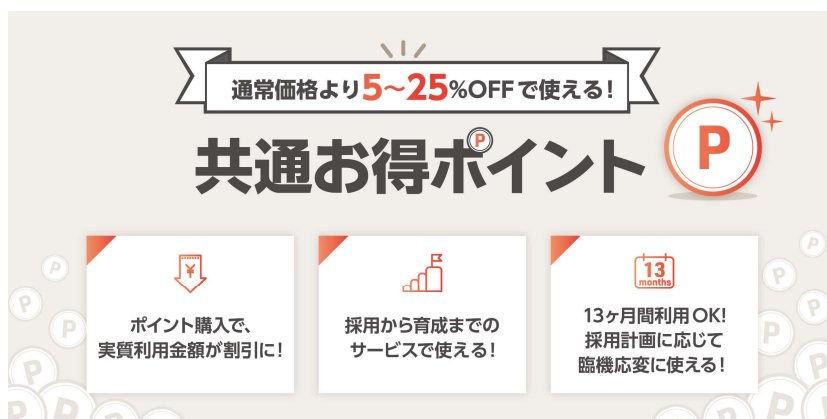 通常価格より5～25%OFFで使える！
共通お得ポイント
P
P
¥
ポイント購入で、
実質利用金額が割引に！
採用から育成までの
サービスで使える！
13
months
13ヶ月間利用OK!
採用計画に応じて
臨機応変に使える！
P
P
P
P
P
P
P
P
P
P